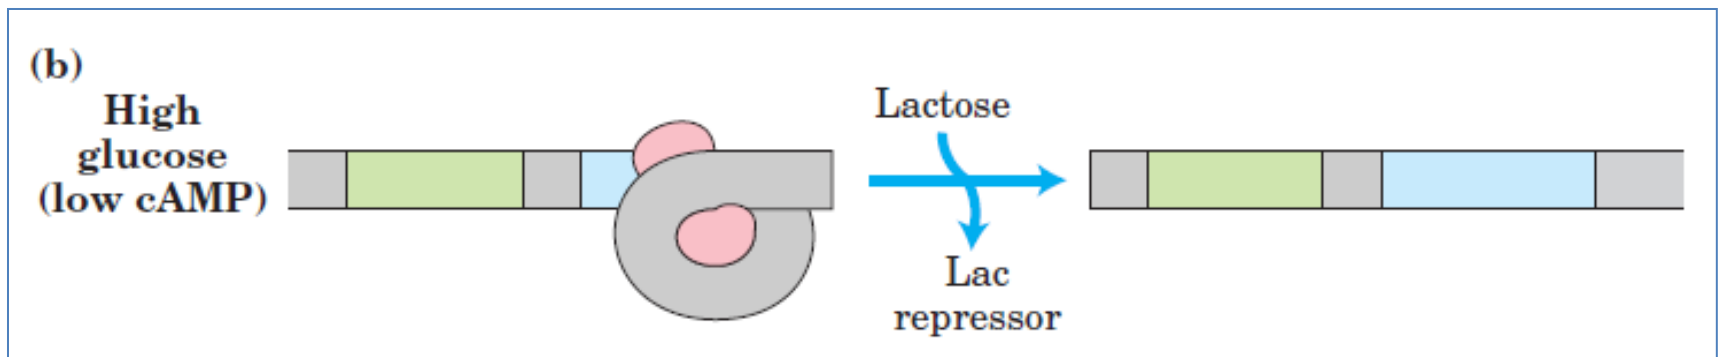 (b)
High
glucose
(low cAMP)
Lactose
Lac
repressor